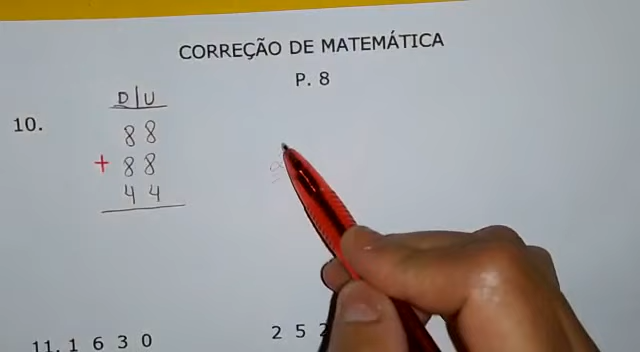 CORREÇÃO DE MATEMÁTICA
P. 8
D|U
10.
88
+ 88
44
11. 1 6 3 0
2 5 2